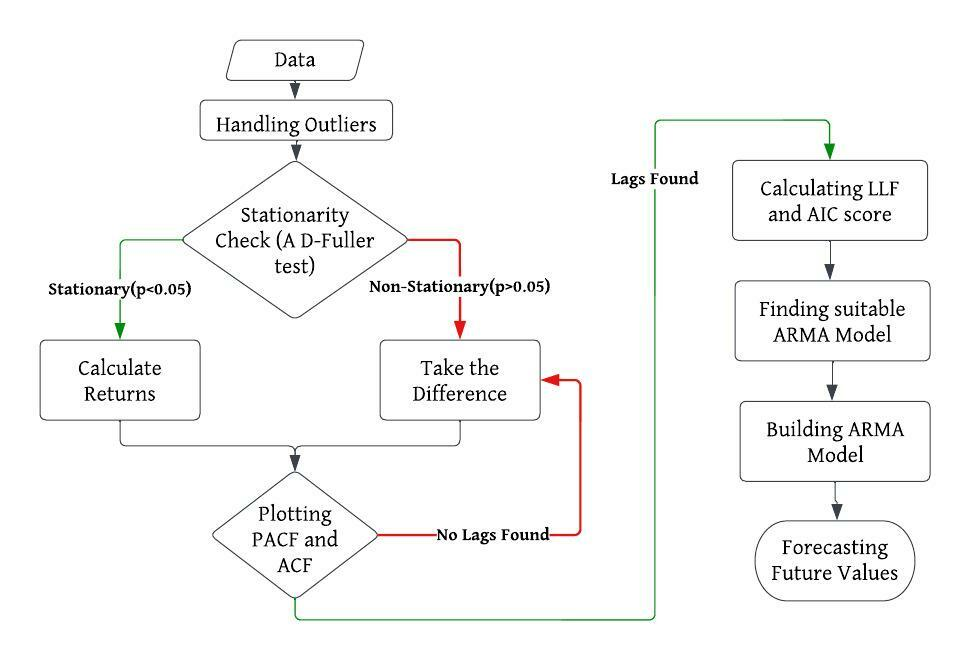 Data
Handling Outliers
Stationarity
Check (A D-Fuller
test)
Stationary(p<0.05)
Non-Stationary(p>0.05)
Calculate
Returns
Take the
Difference
Plotting
PACF and
ACF
No Lags Found
Lags Found
Calculating LLF
and AIC score
Finding suitable
ARMA Model
Building ARMA
Model
Forecasting
Future Values